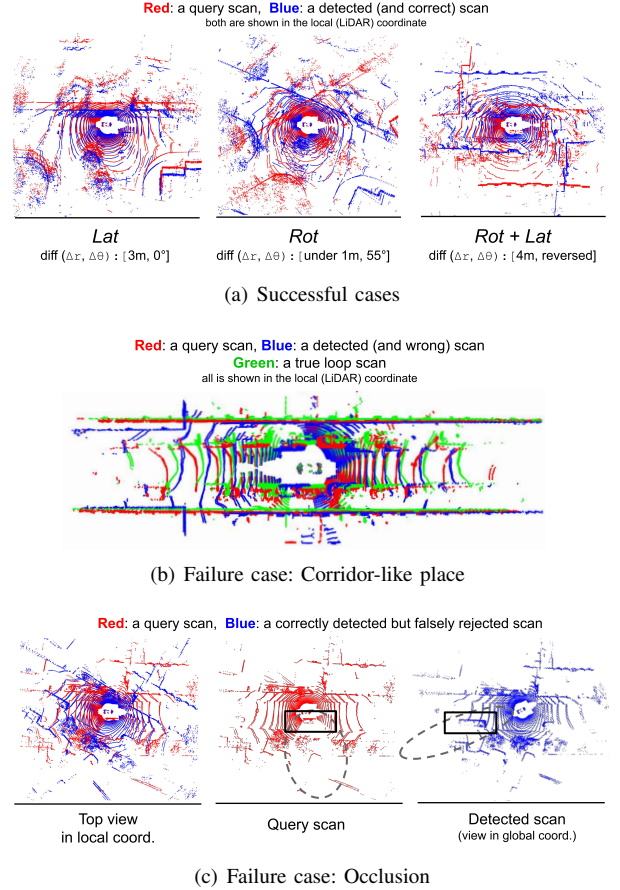 Red: a query scan, Blue: a detected (and correct) scan
both are shown in the local (LiDAR) coordinate
Lat
diff (Δr, Δθ) : [3m, 0°]
Rot
diff (Δr, Δθ) : [under 1m, 55°]
Rot + Lat
diff (Δr, Δθ) : [4m, reversed]
(a) Successful cases
Red: a query scan, Blue: a detected (and wrong) scan
Green: a true loop scan
all is shown in the local (LiDAR) coordinate
(b) Failure case: Corridor-like place
Red: a query scan, Blue: a correctly detected but falsely rejected scan
Top view
in local coord.
Query scan
Detected scan
(view in global coord.)
(c) Failure case: Occlusion